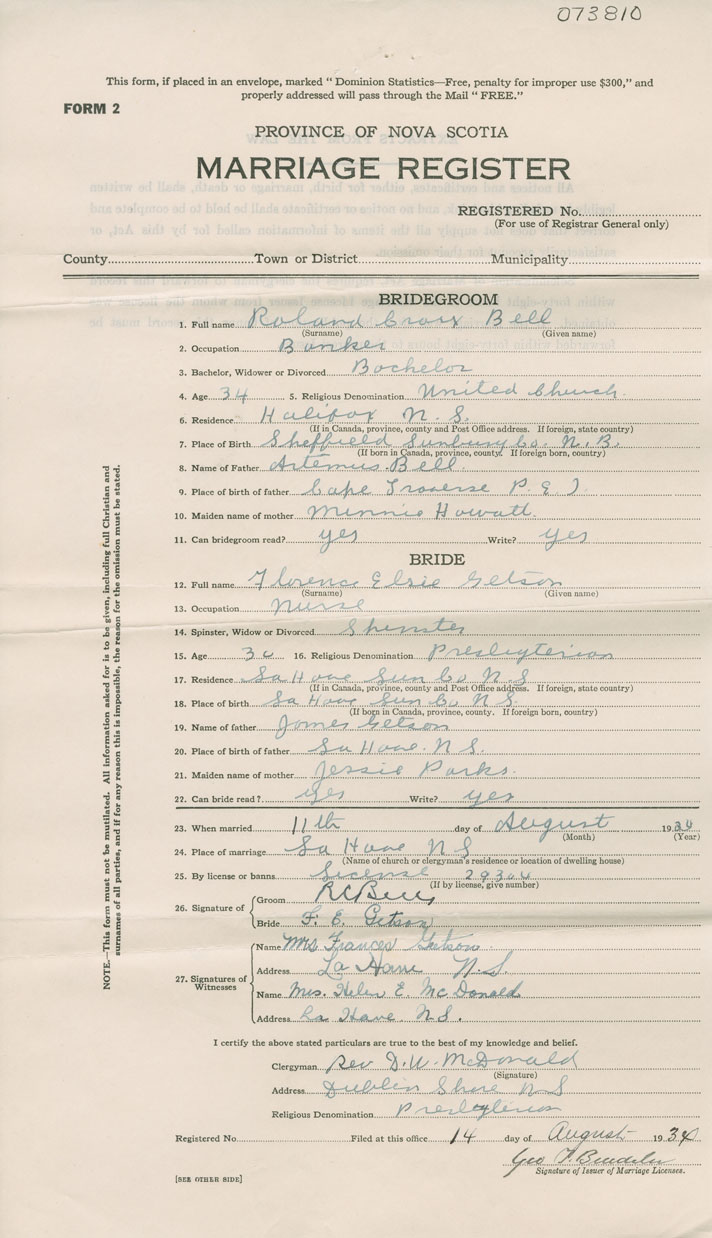 073810
This form, if placed in an envelope, marked “ Dominion Statistics—Free, penalty for improper use $300,” and
properly addressed will pass through the Mail “ FREE.”
FORM 2
PROVINCE OF NOVA SCOTIA
MARRIAGE REGISTER
REGISTERED No.
(For use of Registrar General only)
County Town or District Municipality
BRIDEGROOM
1. Full name Roland Croix Bell
(Surname) (Given name)
2. Occupation Banker
3. Bachelor, Widower or Divorced Bachelor
4. Age 34 5. Religious Denomination United Church.
6. Residence Halifax N. S.
(If in Canada, province, county and Post Office address. If foreign, state country)
7. Place of Birth Sheffield Sunbury Co. N. B.
(If born in Canada, province, county. If foreign born, country)
8. Name of Father Artemus Bell
9. Place of birth of father Cape Traverse P. E. I
10. Maiden name of mother Minnie Howatt.
11. Can bridegroom read? yes Write? yes
BRIDE
12. Full name Florence Elsie Getson
(Surname) (Given name)
13. Occupation Nurse
14. Spinster, Widow or Divorced Spinster
15. Age 16. Religious Denomination Presbyterian
17. Residence La Have Lun Co N. S
(If in Canada, province, county and Post Office address. If foreign, state country)
18. Place of birth La Have Lun Co N. S.
(If born in Canada, province, county. If foreign born, country)
19. Name of father James Getson
20. Place of birth of father La Have. N. S.
21. Maiden name of mother Jessie Parks.
22. Can bride read? yes Write? yes
23. When married 11th day of August 1934
(Month) (Year)
24. Place of marriage La Have N S
(Name of church or clergyman's residence or location of dwelling house)
25. By license or banns. License 29304
(If by license, give number)
26. Signature of
Groom R C Bell
Bride F. E. Getson
27. Signatures of
Witnesses
Name Mrs Frances Getson.
Address La Have N. S.
Name Mrs. Helen E. McDonald
Address La Have N. S.
I certify the above stated particulars are true to the best of my knowledge and belief.
Clergyman Rev D. W. McDonald
(Signature)
Address Dublin Shore N S
Religious Denomination Presbyterian
Registered No. Filed at this office 14 day of August 1934
Geo
Signature of Issuer of Marriage Licenses.
[SEE OTHER SIDE]
NOTE.—This form must not be mutilated. All information asked for is to be given, including full Christian and
surnames of all parties, and if for any reason this is impossible, the reason for the omission must be stated.